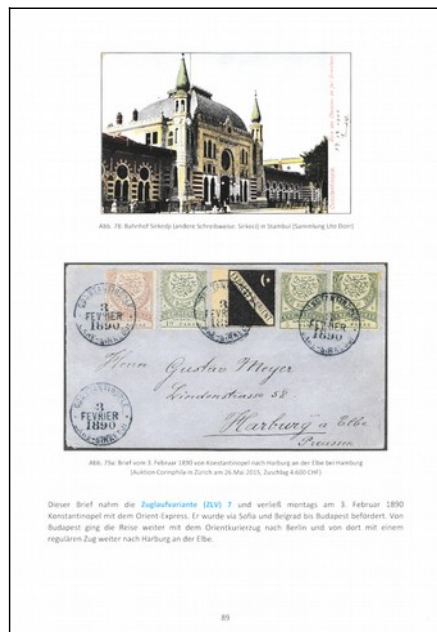 Abb. 78: Bahnhof Sirkedji (andere Schreibweise: Sirkeci) in Stambul (Sammlung Ute Dorr)
CONSTANTINOPLE
3
FEVRIER
1890
3
FEVRIER
1890
Herrn Gustav Meyer
Lindenstrasse 58
Harburg a Elbe
Preussen
Abb. 79a: Brief vom 3. Februar 1890 von Konstantinopel nach Harburg an der Elbe bei Hamburg
(Auktion Corinphila in Zürich am 26.Mai 2015, Zuschlag 4.600 CHF)
Dieser Brief nahm die Zuglaufvariante (ZLV) 7 und verließ montags am 3. Februar 1890
Konstantinopel mit dem Orient-Express. Er wurde via Sofia und Belgrad bis Budapest befördert. Von
Budapest ging die Reise weiter mit dem Orientkurierzug nach Berlin und von dort mit einem
regulären Zug weiter nach Harburg an der Elbe.
89